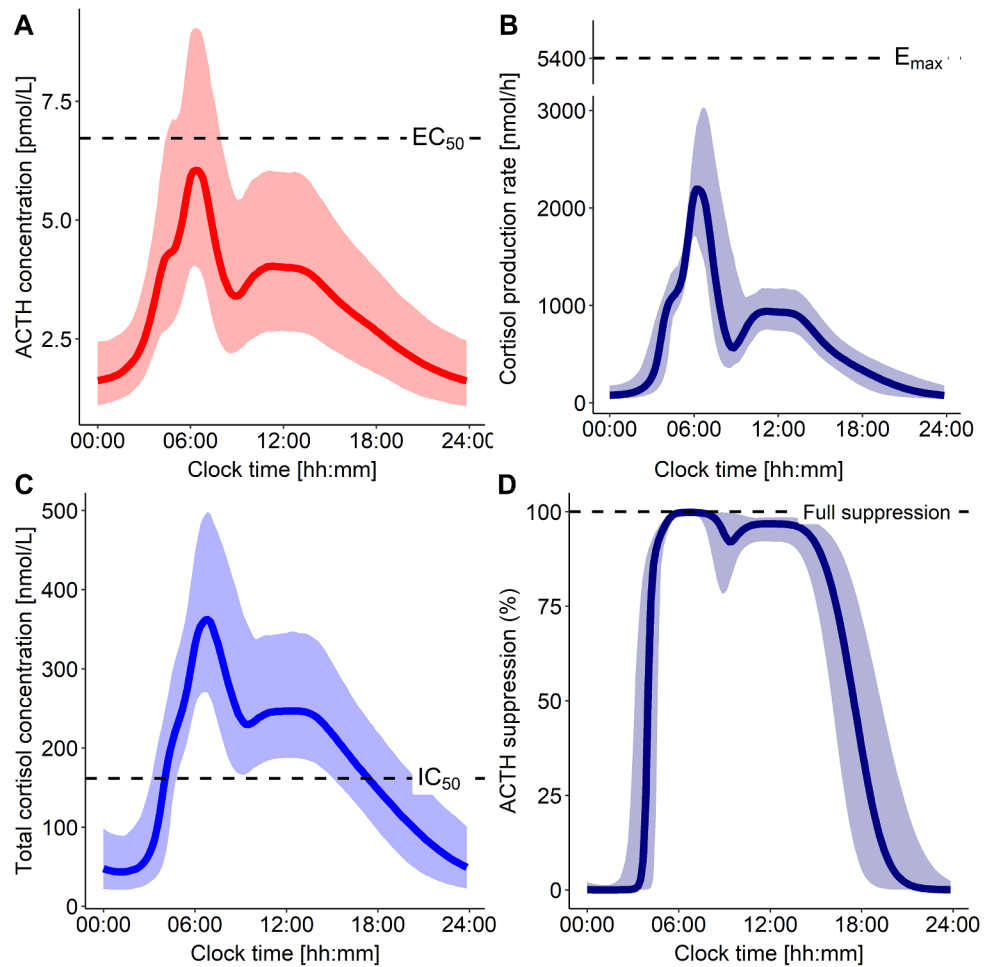 A
ACTH concentration [pmol/L]
7.5
5.0
2.5
EC50
00:00 06:00 12:00 18:00 24:00
Clock time [hh:mm]
B
Cortisol production rate [nmol/h]
5400
3000
2000
1000
0
Emax
00:00 06:00 12:00 18:00 24:00
Clock time [hh:mm]
C
Total cortisol concentration [nmol/L]
500
400
300
200
100
0
IC50
00:00 06:00 12:00 18:00 24:00
Clock time [hh:mm]
D
ACTH suppression (%)
100
75
50
25
0
Full suppression
00:00 06:00 12:00 18:00 24:00
Clock time [hh:mm]